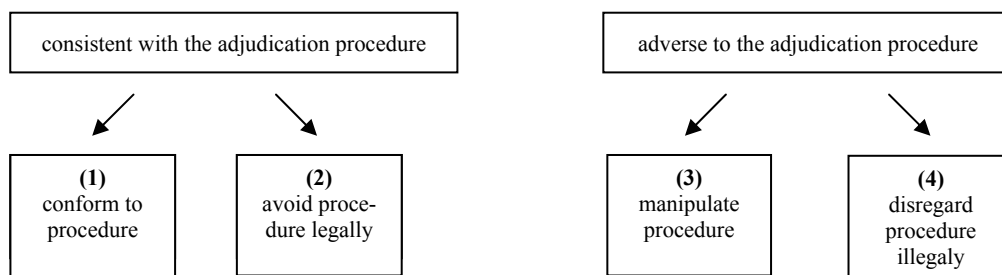 consistent with the adjudication procedure
adverse to the adjudication procedure
(1)
conform to
procedure
(2)
avoid proce-
dure legally
(3)
manipulate
procedure
(4)
disregard
procedure
illegaly